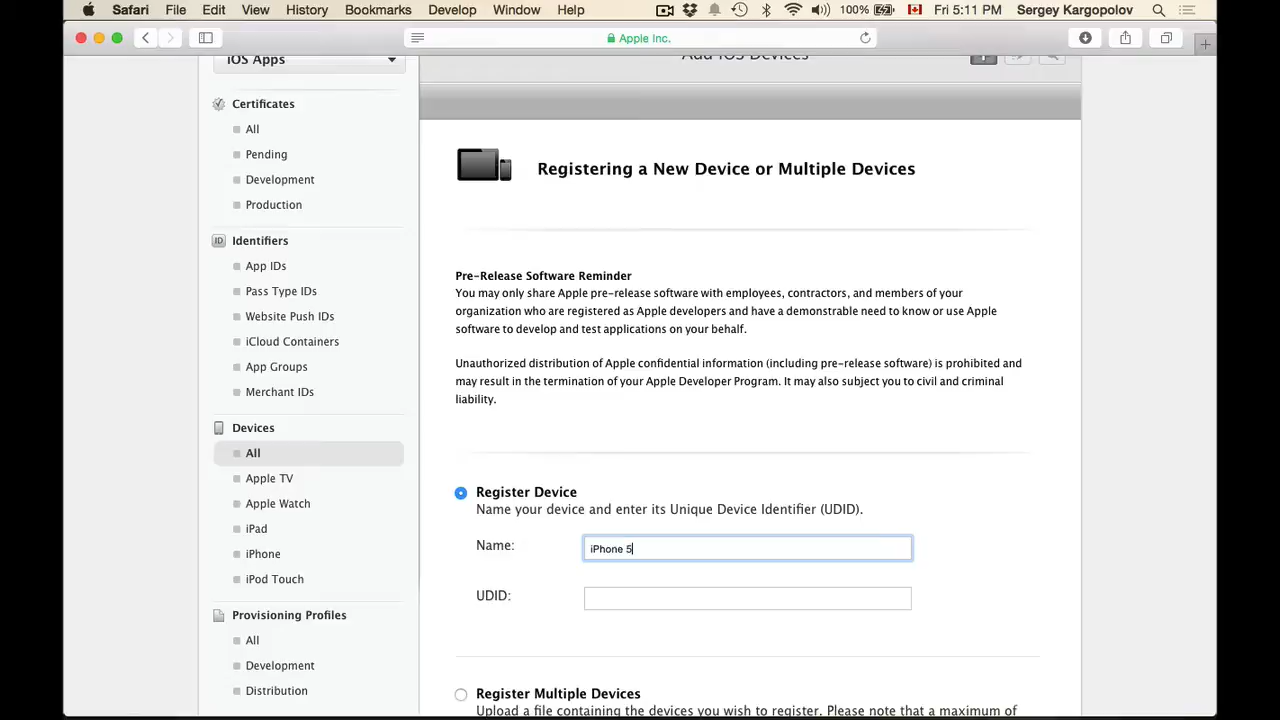 Safari File Edit View History Bookmarks Develop Window Help 100% Fri 5:11 PM Sergey Kargopolov
Apple Inc.
iOS Apps
Add iOS Devices
Certificates
All
Pending
Development
Production
Identifiers
App IDs
Pass Type IDs
Website Push IDs
iCloud Containers
App Groups
Merchant IDs
Devices
All
Apple TV
Apple Watch
iPad
iPhone
iPod Touch
Provisioning Profiles
All
Development
Distribution
Registering a New Device or Multiple Devices
Pre-Release Software Reminder
You may only share Apple pre-release software with employees, contractors, and members of your
organization who are registered as Apple developers and have a demonstrable need to know or use Apple
software to develop and test applications on your behalf.
Unauthorized distribution of Apple confidential information (including pre-release software) is prohibited and
may result in the termination of your Apple Developer Program. It may also subject you to civil and criminal
liability.
Register Device
Name your device and enter its Unique Device Identifier (UDID).
Name: iPhone 5
UDID:
Register Multiple Devices
Upload a file containing the devices you wish to register. Please note that a maximum of